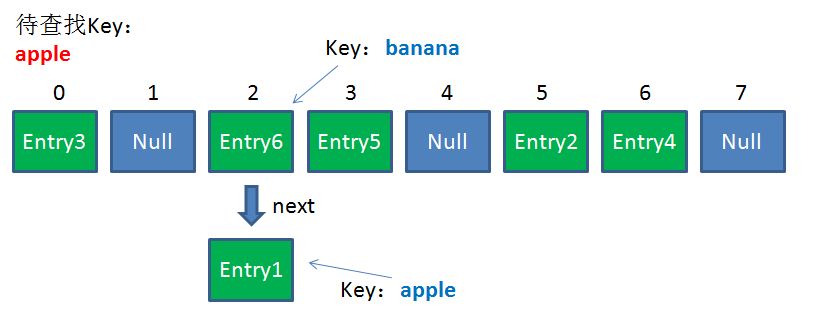 待查找Key：
apple
Key：banana
0 1 2 3 4 5 6 7
Entry3 Null Entry6 Entry5 Null Entry2 Entry4 Null
next
Entry1
Key：apple